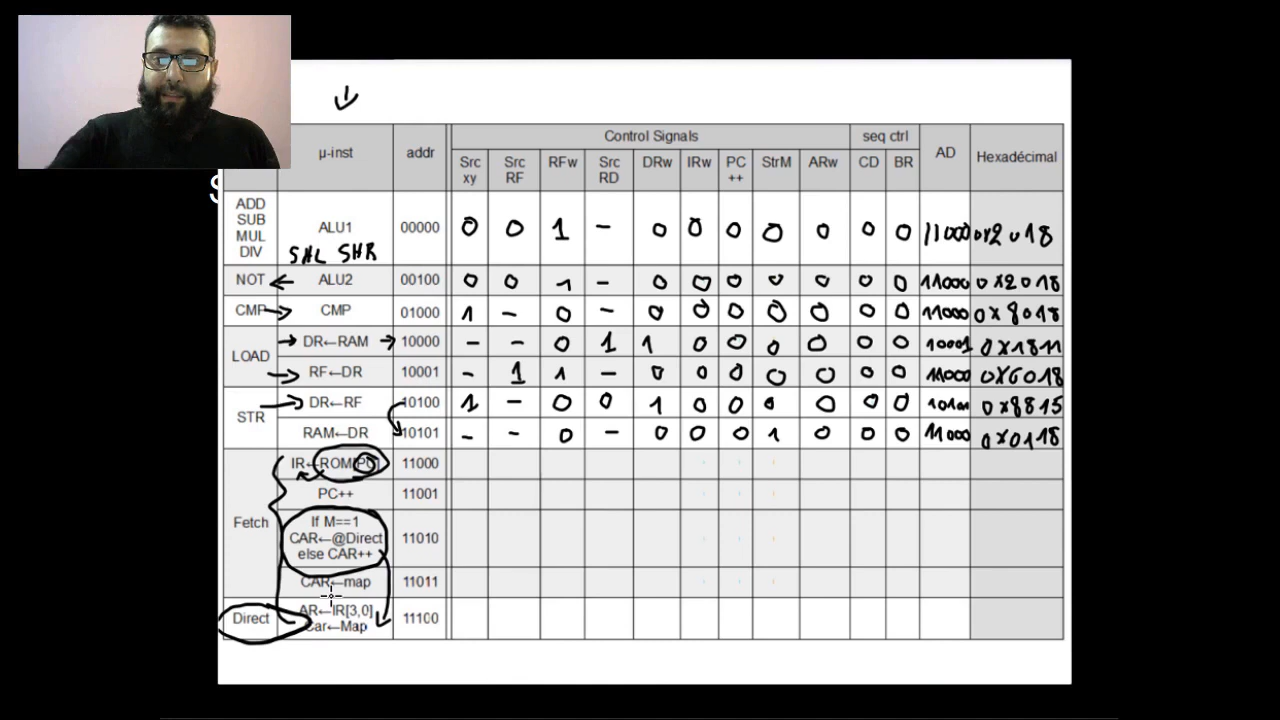 µ-inst addr Control Signals seq ctrl AD Hexadécimal
Src xy Src RF RFw Src RD DRw IRw PC ++ StrM ARw CD BR
ADD SUB MUL DIV ALU1 SHL SHR 00000 0 0 1 - 0 0 0 0 0 0 0 11000 0x2018
NOT ALU2 00100 0 0 1 - 0 0 0 0 0 0 0 11000 0x2018
CMP CMP 01000 1 - 0 - 0 0 0 0 0 0 0 11000 0x8018
LOAD DR←RAM 10000 - - 0 1 1 0 0 0 0 0 0 10001 0x1811
RF←DR 10001 - 1 1 - 0 0 0 0 0 0 0 11000 0x6018
STR DR←RF 10100 1 - 0 0 1 0 0 0 0 0 0 10101 0x8815
RAM←DR 10101 - - 0 - 0 0 0 1 0 0 0 11000 0x0118
Fetch IR←ROM[PC] 11000
PC++ 11001
If M==1
CAR←@Direct 11010
else CAR++
CAR←map 11011
Direct AR←IR[3,0] 11100
Car←Map